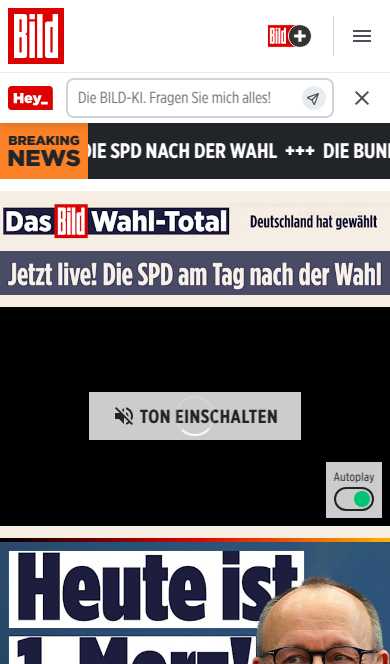 Bild
Bild +
Hey_
Die BILD-KI. Fragen Sie mich alles!
BREAKING
NEWS
DIE SPD NACH DER WAHL +++ DIE
Das Bild Wahl-Total
Deutschland hat gewählt
Jetzt live! Die SPD am Tag nach der Wahl
TON EINSCHALTEN
Autoplay
Heute ist
1. Merz!